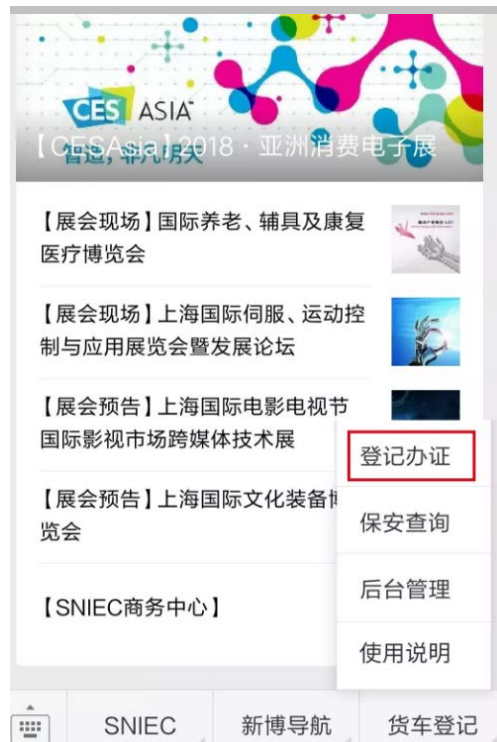 CES ASIA
智造，非凡明天
【CESAsia】2018·亚洲消费电子展
【展会现场】国际养老、辅具及康复
医疗博览会
【展会现场】上海国际伺服、运动控
制与应用展览会暨发展论坛
【展会预告】上海国际电影电视节
国际影视市场跨媒体技术展
【展会预告】上海国际文化装备博
览会
【SNIEC商务中心】
登记办证
保安查询
后台管理
使用说明
SNIEC
新博导航
货车登记